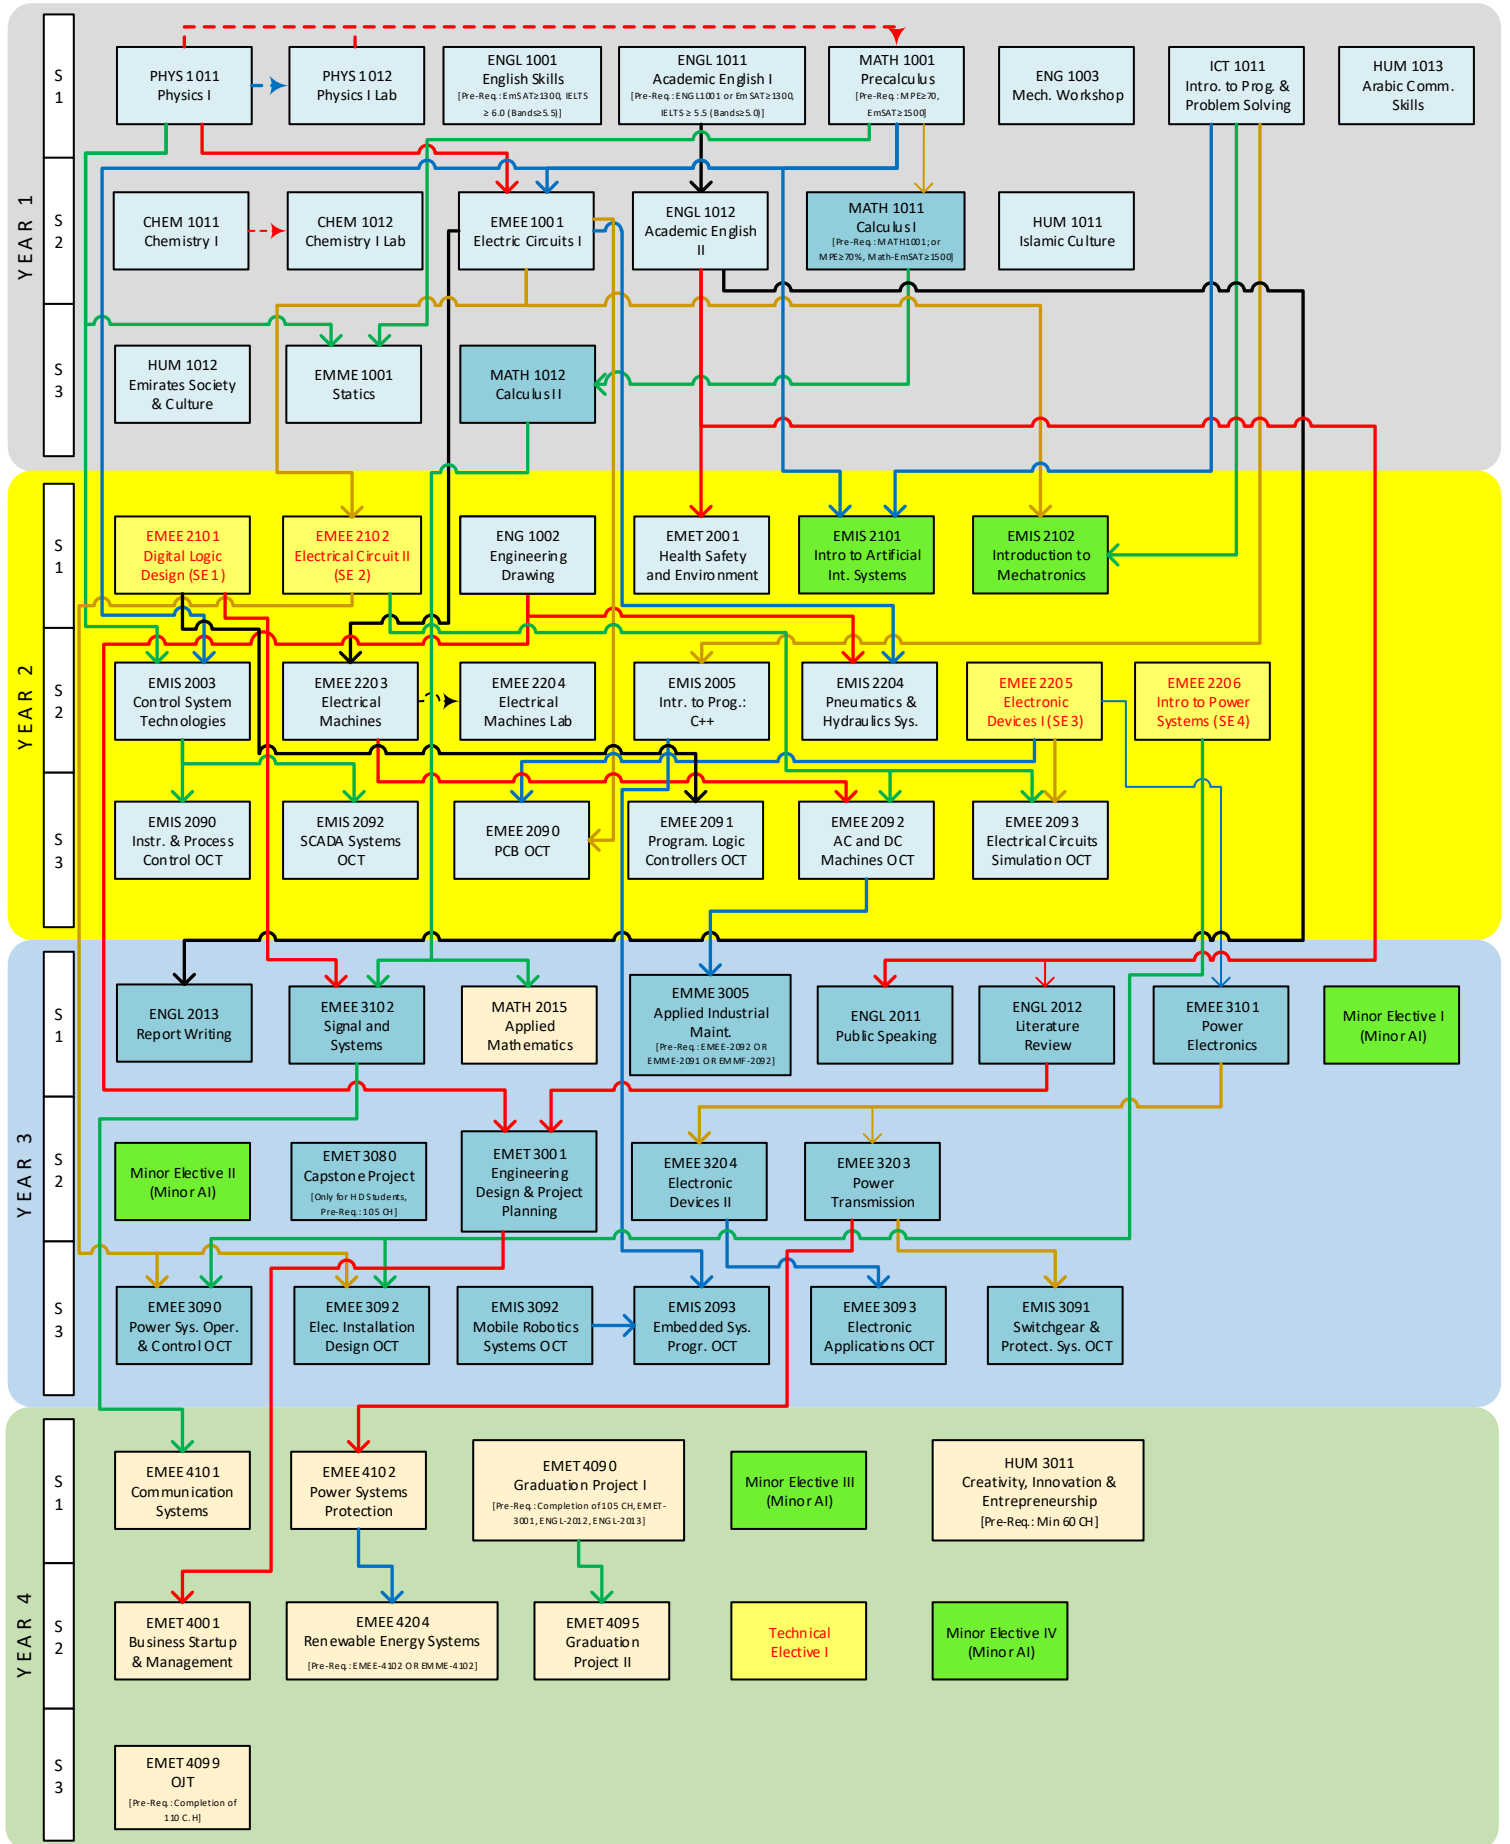 YEAR 1
S
1
PHYS 1011
Physics I
PHYS 1012
Physics I Lab
ENGL 1001
English Skills
[Pre-Req.: EmSAT≥1300, IELTS
≥ 6.0 (Bands≥5.5)]
ENGL 1011
Academic English I
[Pre-Req.: ENGL1001 or EmSAT≥1300,
IELTS ≥ 5.5 (Bands≥5.0)]
MATH 1001
Precalculus
[Pre-Req.: MPE≥70,
EmSAT≥1500]
ENG 1003
Mech. Workshop
ICT 1011
Intro. to Prog. &
Problem Solving
HUM 1013
Arabic Comm.
Skills
S
2
CHEM 1011
Chemistry I
CHEM 1012
Chemistry I Lab
EMEE 1001
Electric Circuits I
ENGL 1012
Academic English
II
MATH 1011
Calculus I
[Pre-Req.: MATH1001; or
MPE≥70%, Math-EmSAT≥1500]
HUM 1011
Islamic Culture
S
3
HUM 1012
Emirates Society
& Culture
EMME 1001
Statics
MATH 1012
Calculus II
YEAR 2
S
1
EMEE 2101
Digital Logic
Design (SE 1)
EMEE 2102
Electrical Circuit II
(SE 2)
ENG 1002
Engineering
Drawing
EMET 2001
Health Safety
and Environment
EMIS 2101
Intro to Artificial
Int. Systems
EMIS 2102
Introduction to
Mechatronics
S
2
EMIS 2003
Control System
Technologies
EMEE 2203
Electrical
Machines
EMEE 2204
Electrical
Machines Lab
EMIS 2005
Intr. to Prog.:
C++
EMIS 2204
Pneumatics &
Hydraulics Sys.
EMEE 2205
Electronic
Devices I (SE 3)
EMEE 2206
Intro to Power
Systems (SE 4)
S
3
EMIS 2090
Instr. & Process
Control OCT
EMIS 2092
SCADA Systems
OCT
EMEE 2090
PCB OCT
EMEE 2091
Program. Logic
Controllers OCT
EMEE 2092
AC and DC
Machines OCT
EMEE 2093
Electrical Circuits
Simulation OCT
YEAR 3
S
1
ENGL 2013
Report Writing
EMEE 3102
Signal and
Systems
MATH 2015
Applied
Mathematics
EMME 3005
Applied Industrial
Maint.
[Pre-Req.: EMEE-2092 OR
EMME-2091 OR EMMF-2092]
ENGL 2011
Public Speaking
ENGL 2012
Literature
Review
EMEE 3101
Power
Electronics
Minor Elective I
(Minor AI)
S
2
Minor Elective II
(Minor AI)
EMET 3080
Capstone Project
[Only for HD Students,
Pre-Req.: 105 CH]
EMET 3001
Engineering
Design & Project
Planning
EMEE 3204
Electronic
Devices II
EMEE 3203
Power
Transmission
S
3
EMEE 3090
Power Sys. Oper.
& Control OCT
EMEE 3092
Elec. Installation
Design OCT
EMIS 3092
Mobile Robotics
Systems OCT
EMIS 2093
Embedded Sys.
Progr. OCT
EMEE 3093
Electronic
Applications OCT
EMIS 3091
Switchgear &
Protect. Sys. OCT
YEAR 4
S
1
EMEE 4101
Communication
Systems
EMEE 4102
Power Systems
Protection
EMET 4090
Graduation Project I
[Pre-Req.: Completion of 105 CH, EMET-
3001, ENGL-2012, ENGL-2013]
Minor Elective III
(Minor AI)
HUM 3011
Creativity, Innovation &
Entrepreneurship
[Pre-Req.: Min 60 CH]
S
2
EMET 4001
Business Startup
& Management
EMEE 4204
Renewable Energy Systems
[Pre-Req.: EMEE-4102 OR EMME-4102]
EMET 4095
Graduation
Project II
Technical
Elective I
Minor Elective IV
(Minor AI)
S
3
EMET 4099
OJT
[Pre-Req.: Completion of
110 C.H]